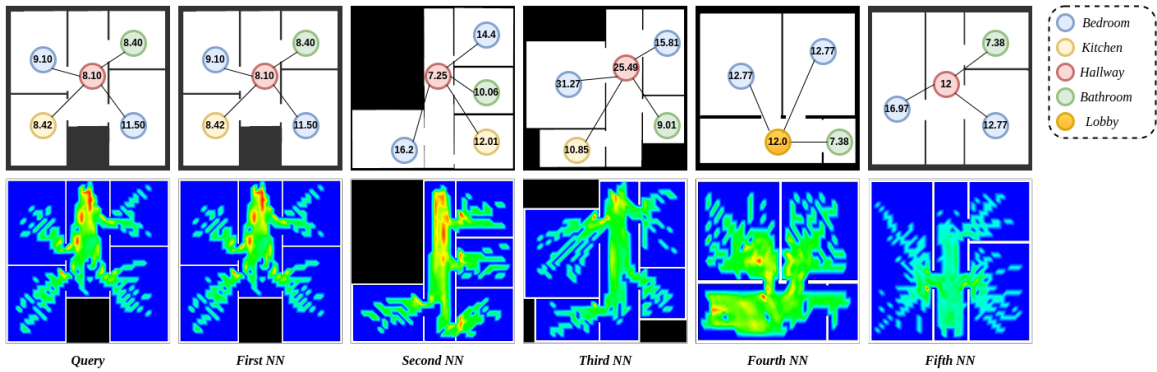 9.10 8.40 8.10 8.42 11.50
9.10 8.40 8.10 8.42 11.50
14.4 7.25 10.06 12.01 16.2
15.81 25.49 31.27 9.01 10.85
12.77 12.77 12.0 7.38
7.38 12 16.97 12.77
Bedroom
Kitchen
Hallway
Bathroom
Lobby
Query First NN Second NN Third NN Fourth NN Fifth NN